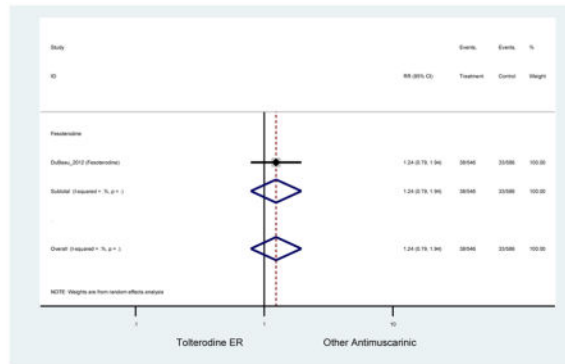 Study Events, Events, %
ID RR (95% CI) Treatment Control Weight
Fesoterodine
DuBeau_2012 (Fesoterodine) 1.24 (0.79, 1.94) 38/546 33/586 100.00
Subtotal (I-squared = .%, p = .) 1.24 (0.79, 1.94) 38/546 33/586 100.00
.
Overall (I-squared = .%, p = .) 1.24 (0.79, 1.94) 38/546 33/586 100.00
NOTE: Weights are from random effects analysis
.1 1 10
Tolterodine ER Other Antimuscarinic